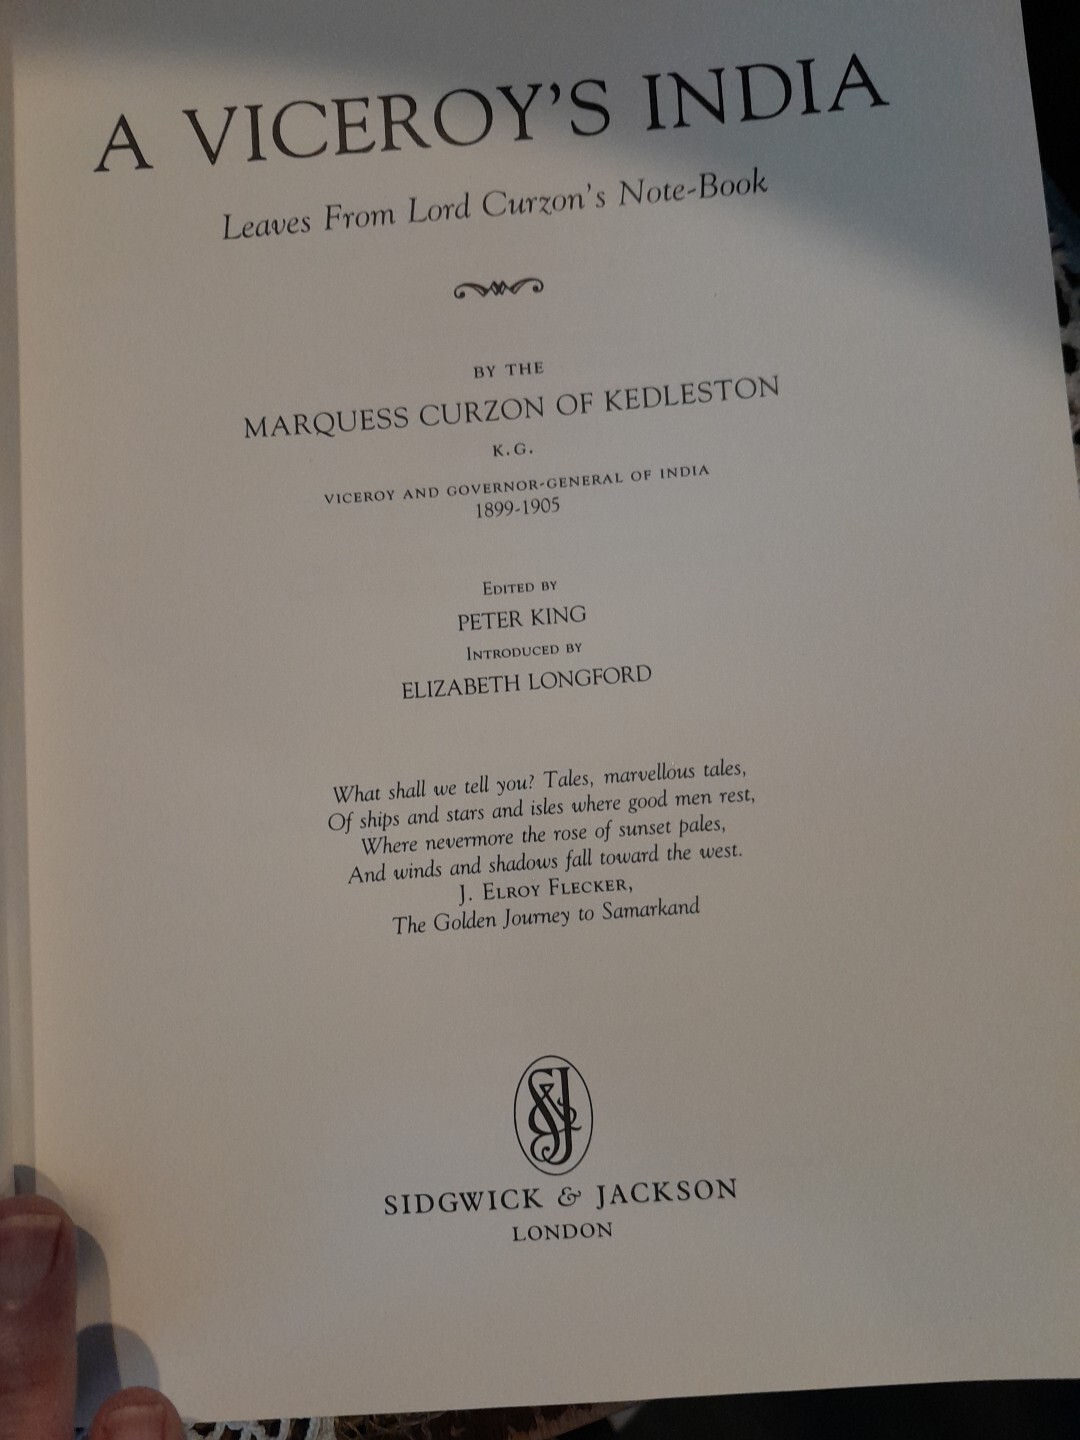 A VICEROY'S INDIA
Leaves From Lord Curzon's Note-Book
BY THE
MARQUESS CURZON OF KEDLESTON
K.G.
VICEROY AND GOVERNOR-GENERAL OF INDIA
1899-1905
EDITED BY
PETER KING
INTRODUCED BY
ELIZABETH LONGFORD
What shall we tell you? Tales, marvellous tales,
Of ships and stars and isles where good men rest,
Where nevermore the rose of sunset pales,
And winds and shadows fall toward the west.
J. ELROY FLECKER,
The Golden Journey to Samarkand
S&J
SIDGWICK & JACKSON
LONDON